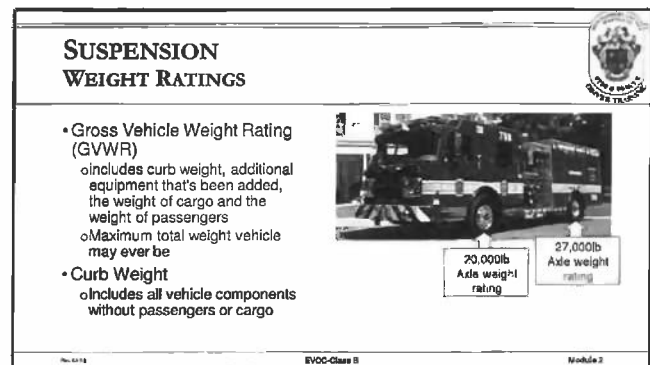 SUSPENSION
WEIGHT RATINGS
• Gross Vehicle Weight Rating
(GVWR)
oincludes curb weight, additional
equipment that's been added,
the weight of cargo and the
weight of passengers
oMaximum total weight vehicle
may ever be
• Curb Weight
oIncludes all vehicle components
without passengers or cargo
20,000lb
Axle weight
rating
27,000lb
Axle weight
rating
EVOC-Class B
Module 2